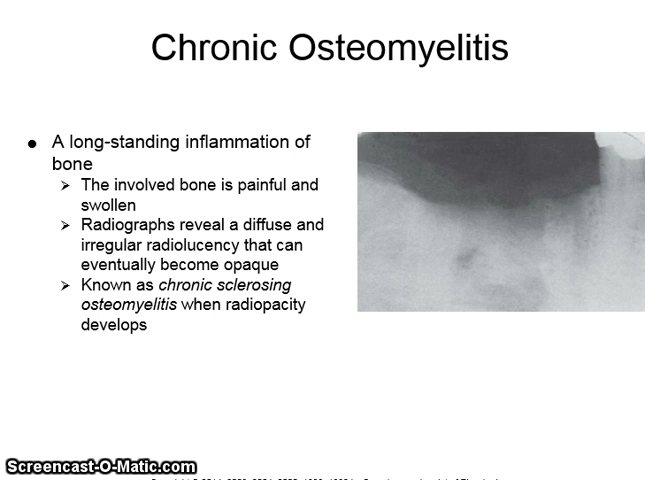 Chronic Osteomyelitis
● A long-standing inflammation of
bone
➢ The involved bone is painful and
swollen
➢ Radiographs reveal a diffuse and
irregular radiolucency that can
eventually become opaque
➢ Known as chronic sclerosing
osteomyelitis when radiopacity
develops
Screencast-O-Matic.com